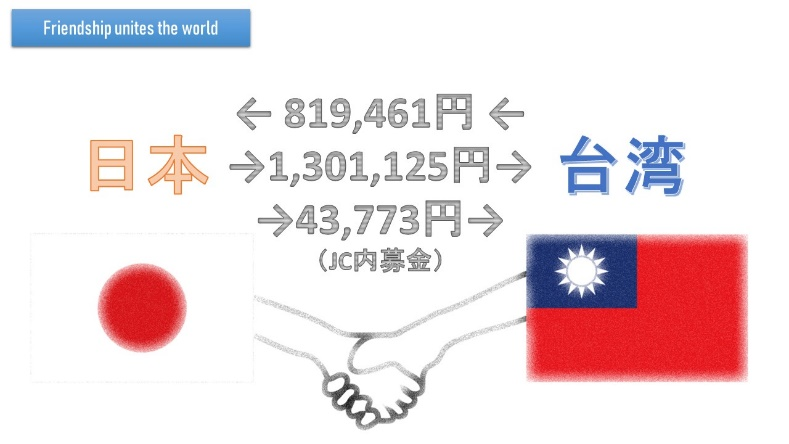 Friendship unites the world
← 819,461円 ←
日本
→1,301,125円→
台湾
→43,773円→
（JC内募金）